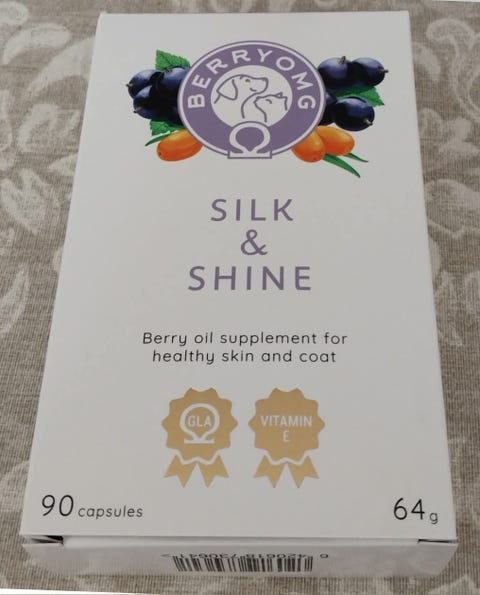 BERRYOMG
Ω
SILK
&
SHINE
Berry oil supplement for
healthy skin and coat
GLA
Ω
VITAMIN
E
90 capsules
64g